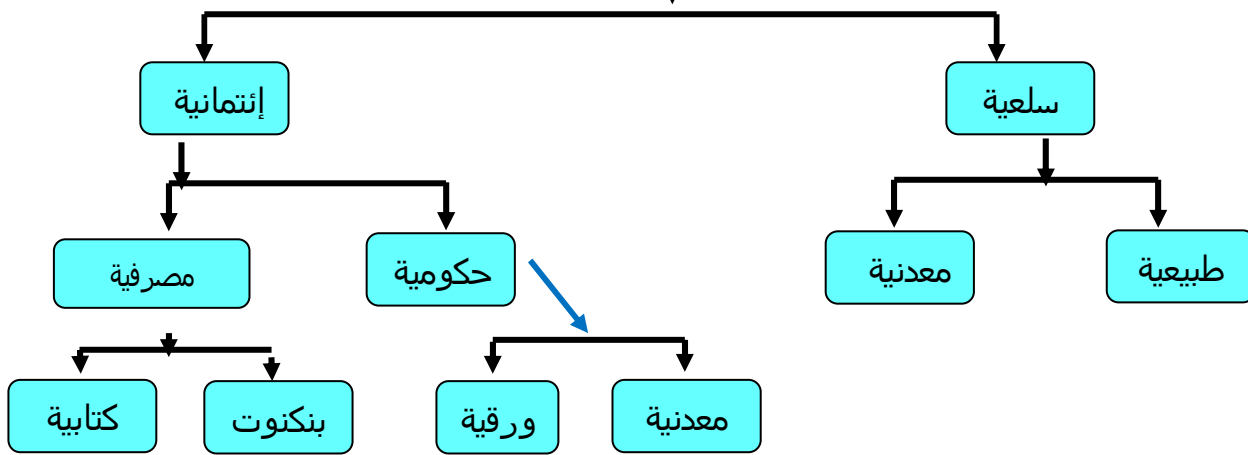 سلعية
إئتمانية
طبيعية
معدنية
حكومية
مصرفية
معدنية
ورقية
بنكنوت
كتابية